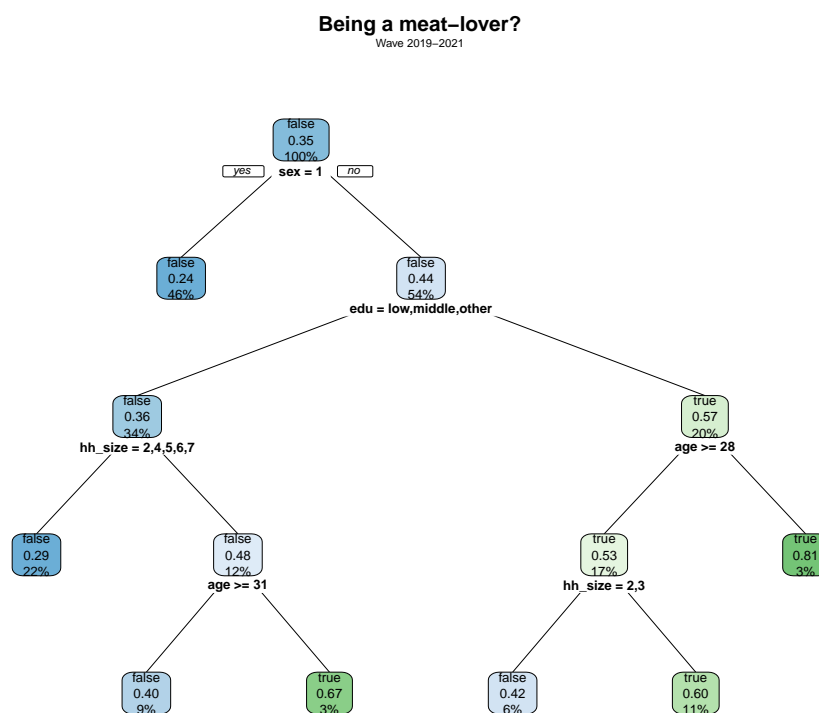 Being a meat−lover?
Wave 2019−2021
false
0.35
100%
yes
sex = 1
no
false
0.24
46%
false
0.44
54%
edu = low,middle,other
false
0.36
34%
hh_size = 2,4,5,6,7
true
0.57
20%
age >= 28
false
0.29
22%
false
0.48
12%
age >= 31
true
0.53
17%
hh_size = 2,3
true
0.81
3%
false
0.40
9%
true
0.67
3%
false
0.42
6%
true
0.60
11%